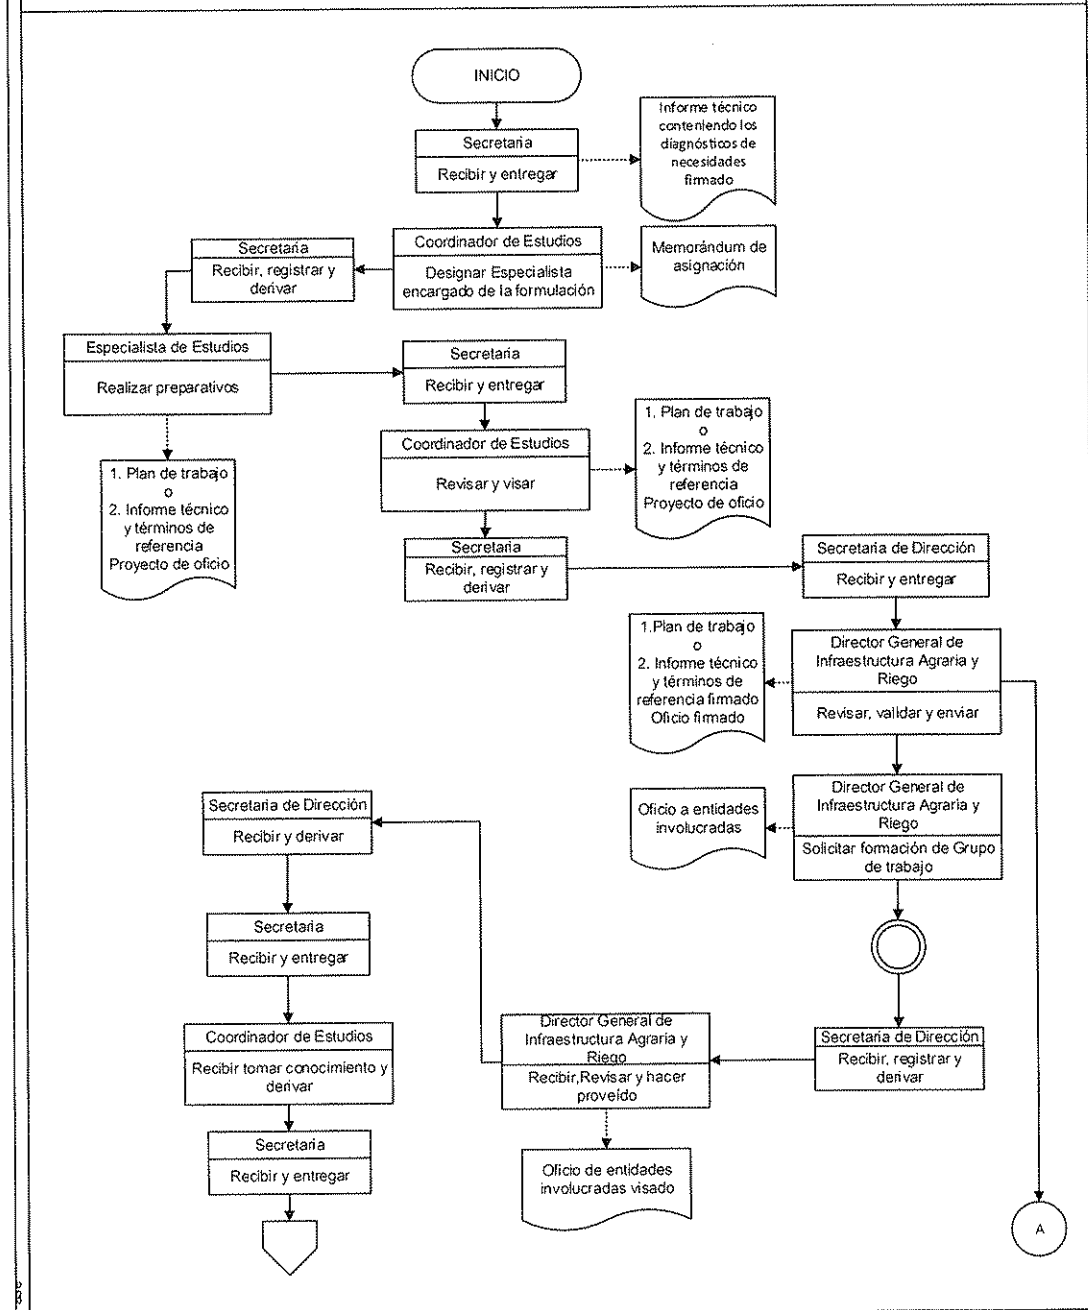 INICIO
Secretaria
Recibir y entregar
Informe técnico
conteniendo los
diagnósticos de
necesidades
firmado
Coordinador de Estudios
Designar Especialista
encargado de la formulación
Memorándum de
asignación
Secretaria
Recibir, registrar y
derivar
Especialista de Estudios
Realizar preparativos
1. Plan de trabajo
o
2. Informe técnico
y términos de
referencia
Proyecto de oficio
Secretaria
Recibir y entregar
Coordinador de Estudios
Revisar y visar
1. Plan de trabajo
o
2. Informe técnico
y términos de
referencia
Proyecto de oficio
Secretaria
Recibir, registrar y
derivar
Secretaria de Dirección
Recibir y entregar
Director General de
Infraestructura Agraria y
Riego
Revisar, validar y enviar
1.Plan de trabajo
o
2. Informe técnico
y términos de
referencia firmado
Oficio firmado
Director General de
Infraestructura Agraria y
Riego
Solicitar formación de Grupo
de trabajo
Oficio a entidades
involucradas
Secretaria de Dirección
Recibir, registrar y
derivar
Director General de
Infraestructura Agraria y
Riego
Recibir,Revisar y hacer
proveído
Oficio de entidades
involucradas visado
Secretaria de Dirección
Recibir y derivar
Secretaria
Recibir y entregar
Coordinador de Estudios
Recibir tomar conocimiento y
derivar
Secretaria
Recibir y entregar
A